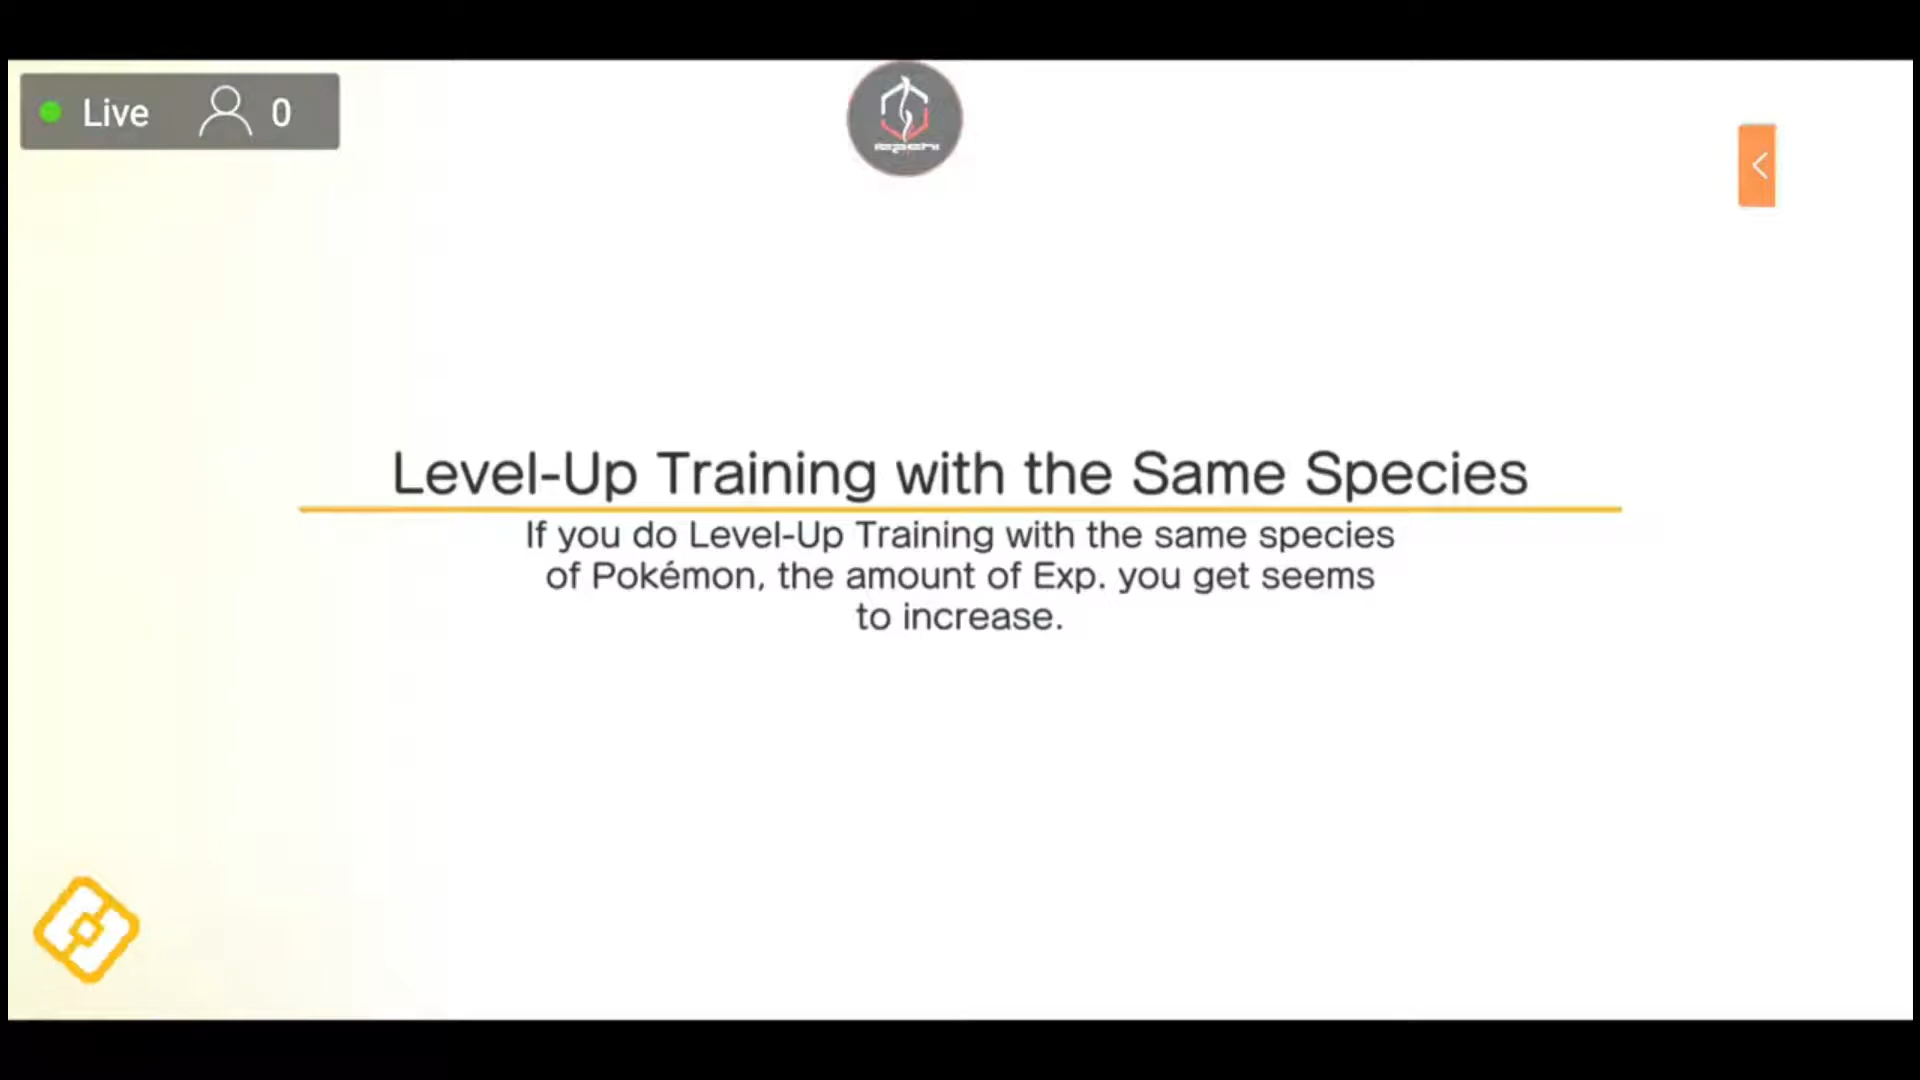 Live 0
Level-Up Training with the Same Species
If you do Level-Up Training with the same species
of Pokémon, the amount of Exp. you get seems
to increase.